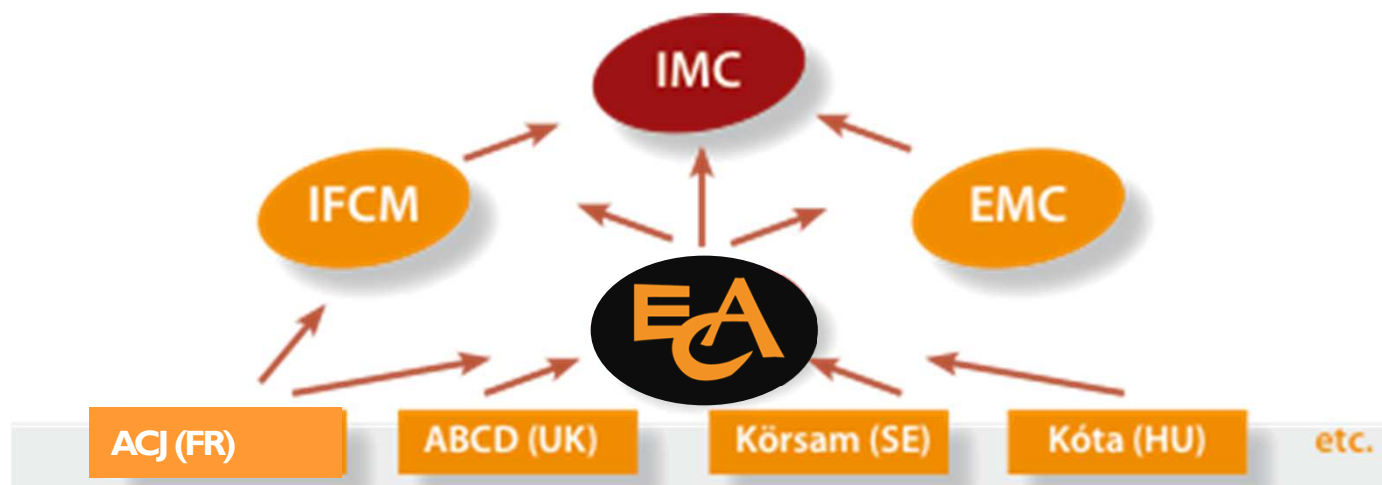 IMC
IFCM
EMC
ECA
ACJ (FR)
ABCD (UK)
Körsam (SE)
Kóta (HU)
etc.